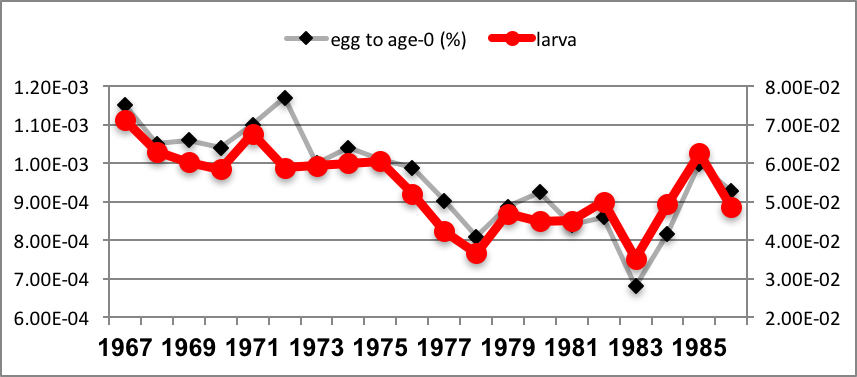 egg to age-0 (%) larva
1.20E-03 8.00E-02
1.10E-03 7.00E-02
1.00E-03 6.00E-02
9.00E-04 5.00E-02
8.00E-04 4.00E-02
7.00E-04 3.00E-02
6.00E-04 2.00E-02
1967 1969 1971 1973 1975 1977 1979 1981 1983 1985